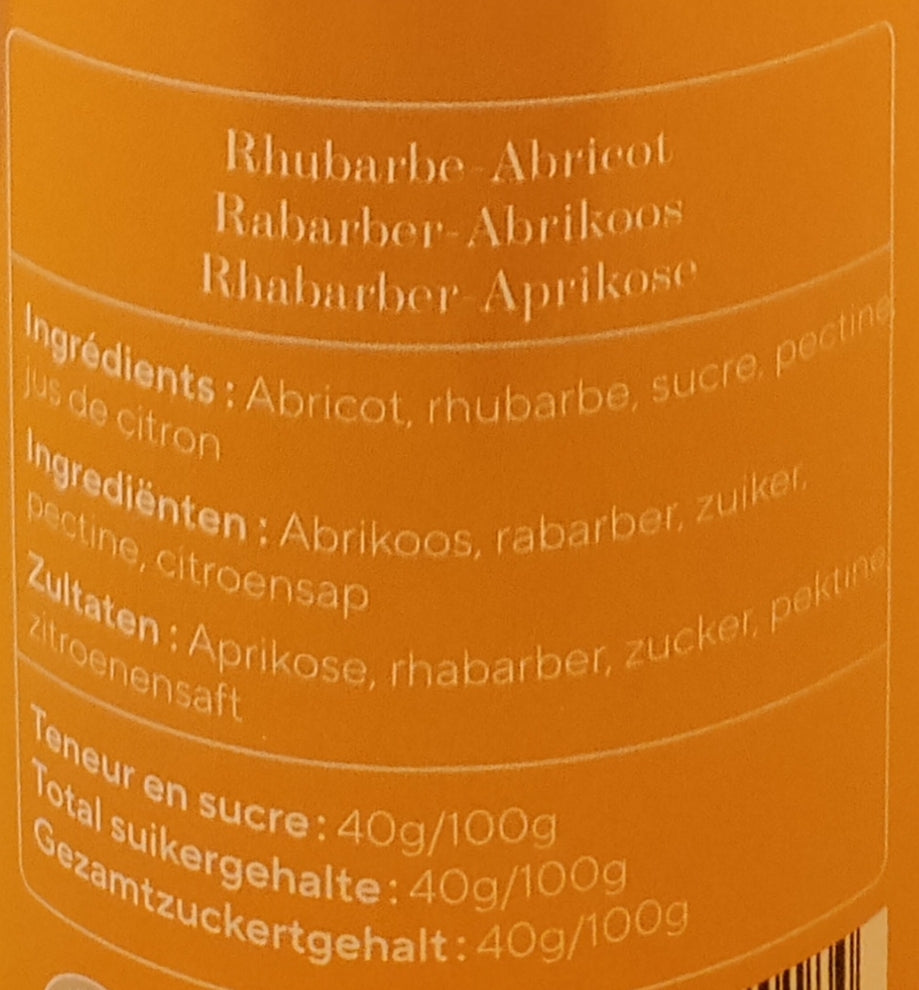 Rhubarbe-Abricot
Rabarber-Abrikoos
Rhabarber-Aprikose
Ingrédients : Abricot, rhubarbe, sucre, pectine,
jus de citron
Ingrediënten : Abrikoos, rabarber, zuiker,
pectine, citroensap
Zultaten : Aprikose, rhabarber, zucker, pektine
zitroenensaft
Teneur en sucre : 40g/100g
Total suikergehalte : 40g/100g
Gezamtzuckertgehalt : 40g/100g